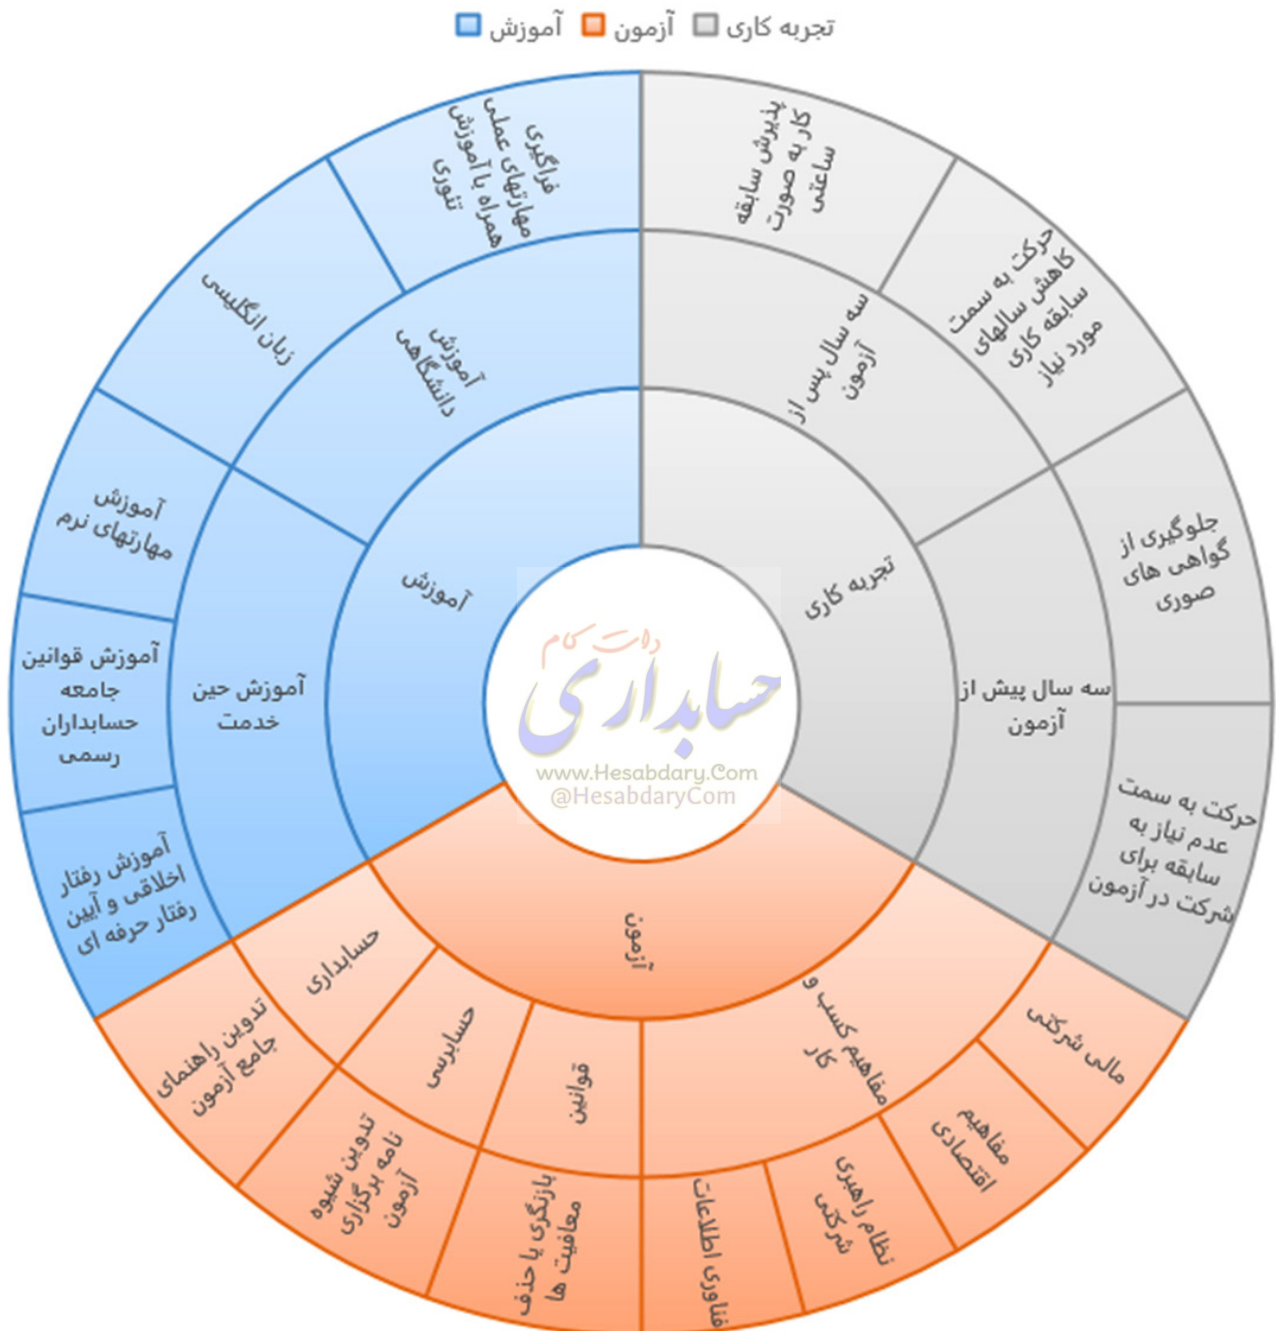 تجربه کاری
آزمون
آموزش
پذیرش سابقه
کار به صورت
ساعتی
حرکت به سمت
کاهش سالهای
سابقه کاری
مورد نیاز
جلوگیری از
گواهی های
صوری
حرکت به سمت
عدم نیاز به
سابقه برای
شرکت در آزمون
سه سال پس از
آزمون
سه سال پیش از
آزمون
تجربه کاری
فراگیری
مهارتهای عملی
همراه با آموزش
تئوری
زبان انگلیسی
آموزش
مهارتهای نرم
آموزش قوانین
جامعه
حسابداران
رسمی
آموزش رفتار
اخلاقی و آیین
رفتار حرفه ای
آموزش
دانشگاهی
آموزش حین
خدمت
آموزش
دات کام
حسابداری
www.Hesabdary.Com
@HesabdaryCom
آزمون
مفاهیم کسب و
کار
قوانین
حسابرسی
حسابداری
مالی شرکتی
مفاهیم
اقتصادی
نظام راهبری
شرکتی
فناوری اطلاعات
بازنگری یا حذف
معافیت ها
تدوین شیوه
نامه برگزاری
آزمون
تدوین راهنمای
جامع آزمون